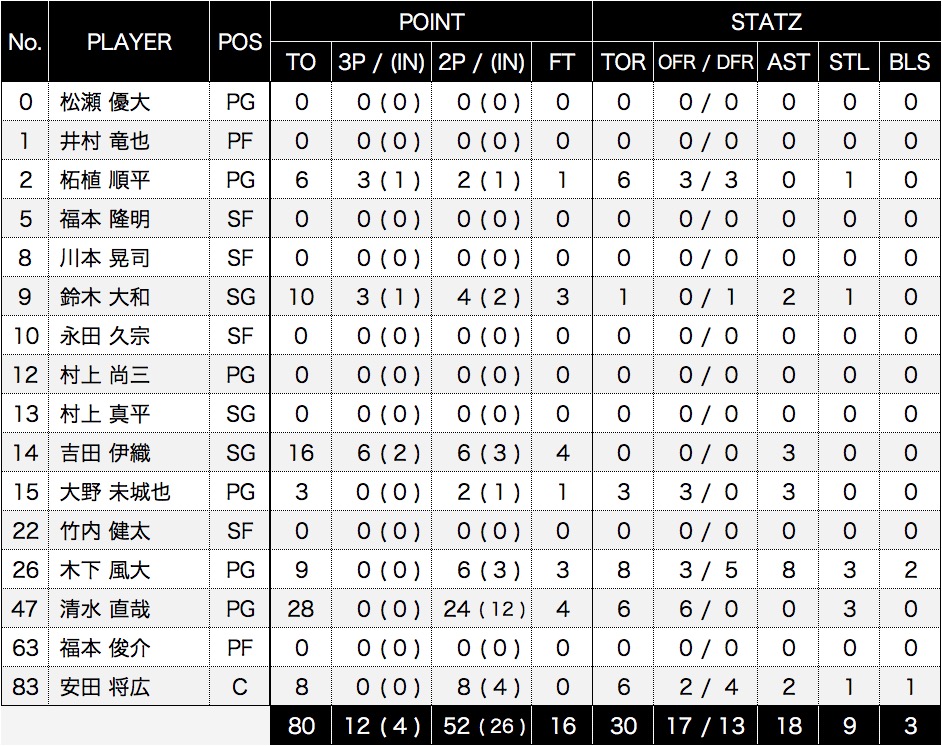 No. PLAYER POS POINT STATZ
TO 3P / (IN) 2P / (IN) FT TOR OFR / DFR AST STL BLS
0 松瀬 優大 PG 0 0 (0) 0 (0) 0 0 0 / 0 0 0 0
1 井村 竜也 PF 0 0 (0) 0 (0) 0 0 0 / 0 0 0 0
2 柘植 順平 PG 6 3 (1) 2 (1) 1 6 3 / 3 0 1 0
5 福本 隆明 SF 0 0 (0) 0 (0) 0 0 0 / 0 0 0 0
8 川本 晃司 SF 0 0 (0) 0 (0) 0 0 0 / 0 0 0 0
9 鈴木 大和 SG 10 3 (1) 4 (2) 3 1 0 / 1 2 1 0
10 永田 久宗 SF 0 0 (0) 0 (0) 0 0 0 / 0 0 0 0
12 村上 尚三 PG 0 0 (0) 0 (0) 0 0 0 / 0 0 0 0
13 村上 真平 SG 0 0 (0) 0 (0) 0 0 0 / 0 0 0 0
14 吉田 伊織 SG 16 6 (2) 6 (3) 4 0 0 / 0 3 0 0
15 大野 未城也 PG 3 0 (0) 2 (1) 1 3 3 / 0 3 0 0
22 竹内 健太 SF 0 0 (0) 0 (0) 0 0 0 / 0 0 0 0
26 木下 風大 PG 9 0 (0) 6 (3) 3 8 3 / 5 8 3 2
47 清水 直哉 PG 28 0 (0) 24 (12) 4 6 6 / 0 0 3 0
63 福本 俊介 PF 0 0 (0) 0 (0) 0 0 0 / 0 0 0 0
83 安田 将広 C 8 0 (0) 8 (4) 0 6 2 / 4 2 1 1
80 12 (4) 52 (26) 16 30 17 / 13 18 9 3